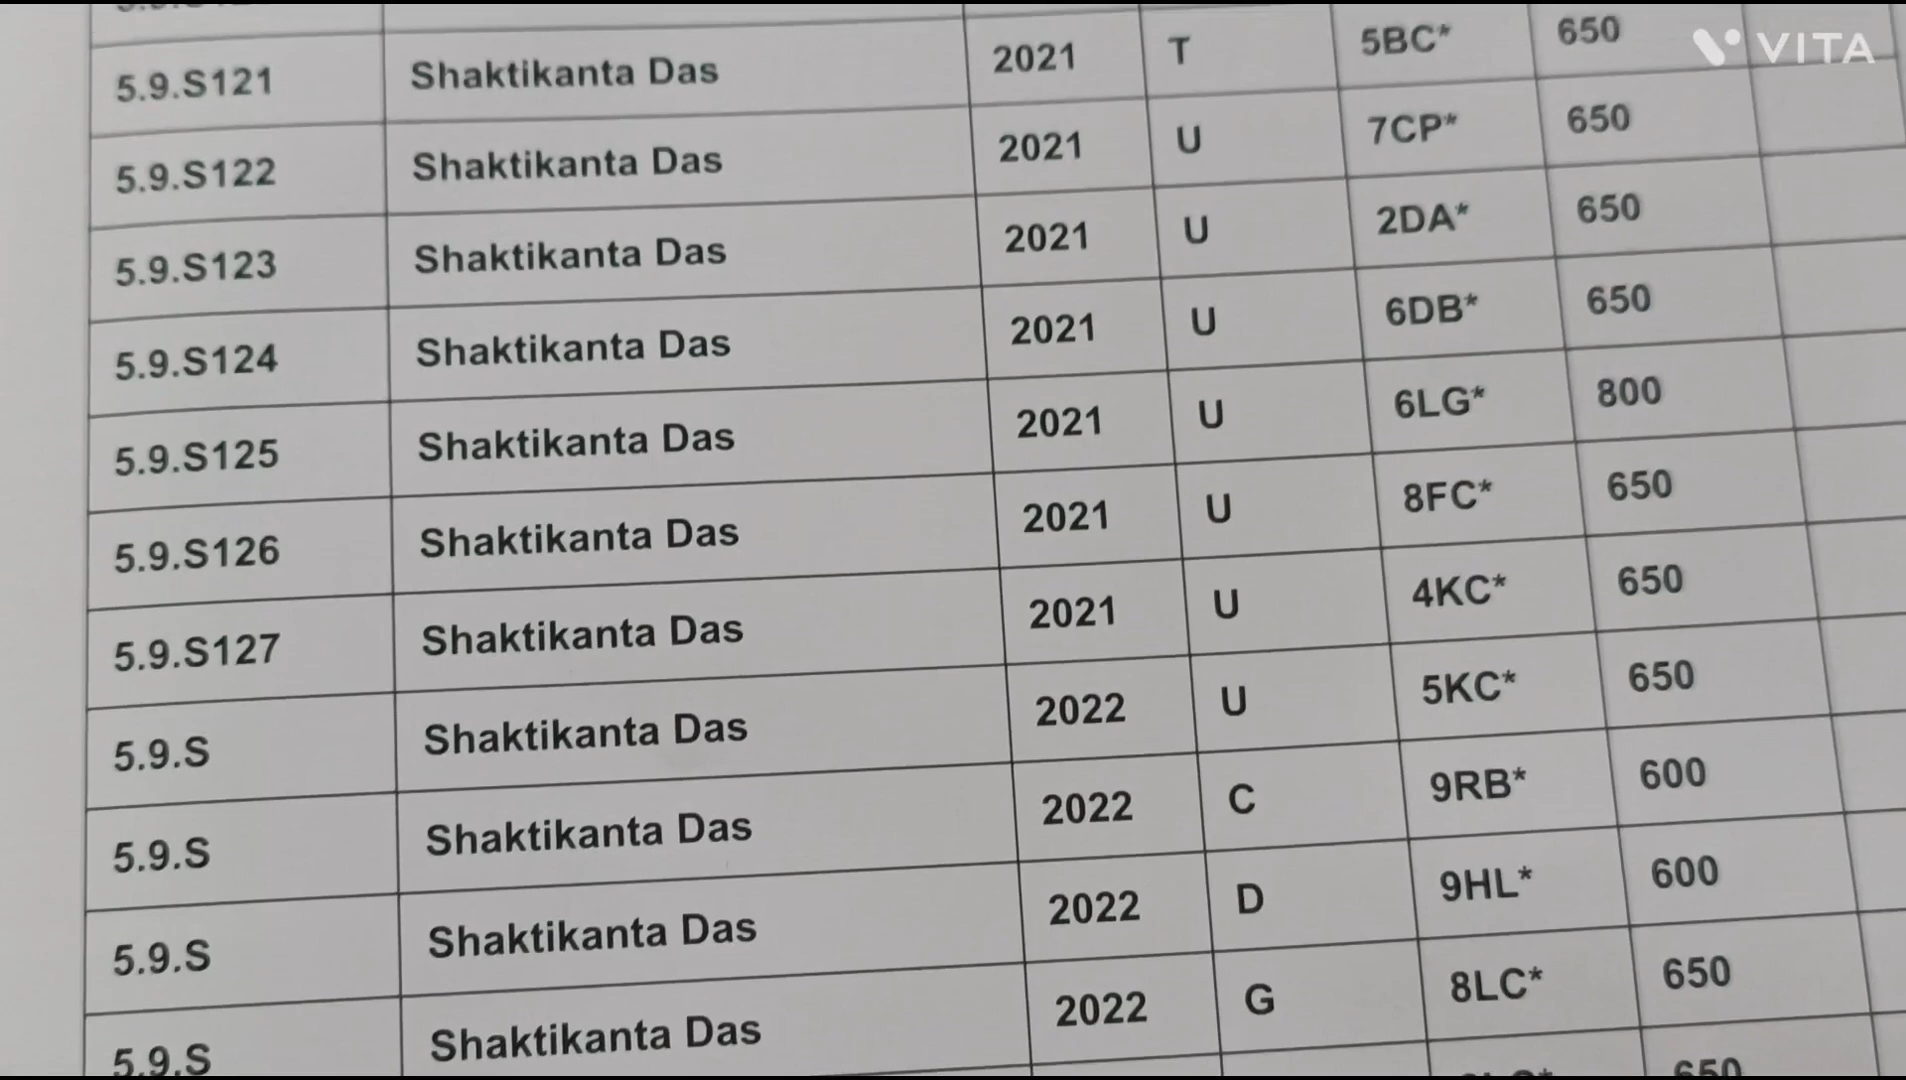 VITA
5.9.S121 Shaktikanta Das 2021 T 5BC* 650
5.9.S122 Shaktikanta Das 2021 U 7CP* 650
5.9.S123 Shaktikanta Das 2021 U 2DA* 650
5.9.S124 Shaktikanta Das 2021 U 6DB* 650
5.9.S125 Shaktikanta Das 2021 U 6LG* 800
5.9.S126 Shaktikanta Das 2021 U 8FC* 650
5.9.S127 Shaktikanta Das 2021 U 4KC* 650
5.9.S Shaktikanta Das 2022 U 5KC* 650
5.9.S Shaktikanta Das 2022 C 9RB* 600
5.9.S Shaktikanta Das 2022 D 9HL* 600
5.9.S Shaktikanta Das 2022 G 8LC* 650
650